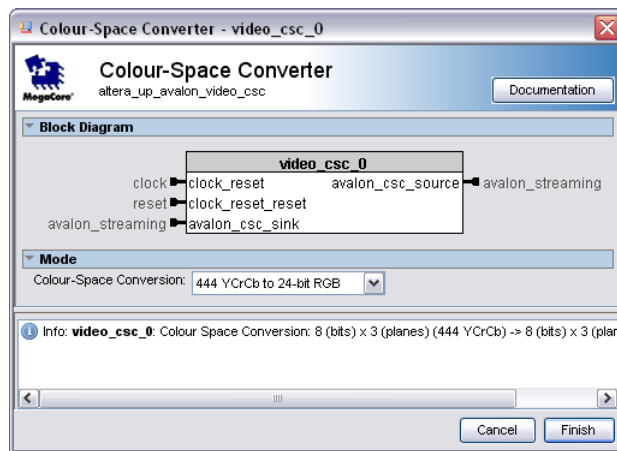 Colour-Space Converter - video_csc_0
Colour-Space Converter
altera_up_avalon_video_csc
MegaCore®
Documentation
Block Diagram
video_csc_0
clock clock_reset avalon_csc_source avalon_streaming
reset clock_reset_reset
avalon_streaming avalon_csc_sink
Mode
Colour-Space Conversion: 444 YCrCb to 24-bit RGB
Info: video_csc_0: Colour Space Conversion: 8 (bits) x 3 (planes) (444 YCrCb) -> 8 (bits) x 3 (plan
Cancel Finish